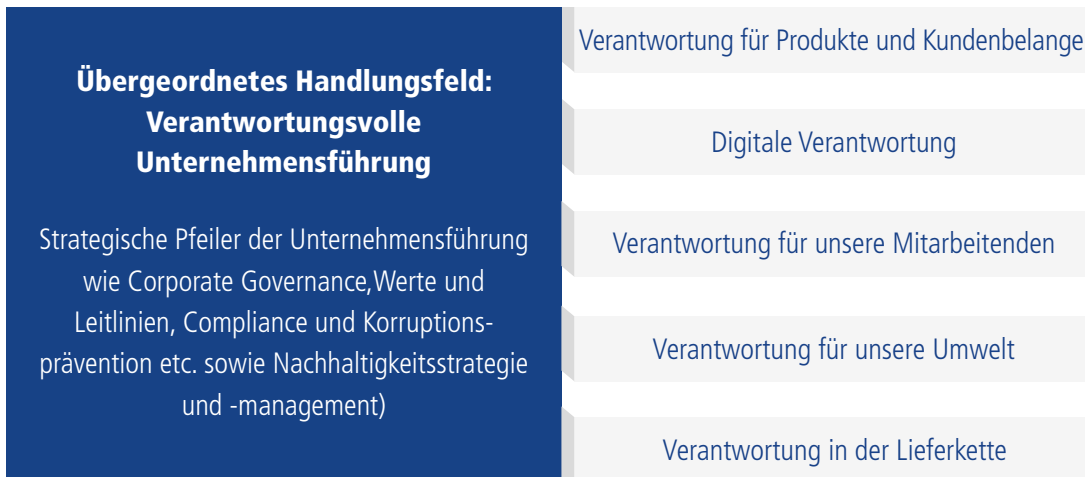 Übergeordnetes Handlungsfeld:
Verantwortungsvolle
Unternehmensführung
Strategische Pfeiler der Unternehmensführung
wie Corporate Governance,Werte und
Leitlinien, Compliance und Korruptions-
prävention etc. sowie Nachhaltigkeitsstrategie
und -management)
Verantwortung für Produkte und Kundenbelange
Digitale Verantwortung
Verantwortung für unsere Mitarbeitenden
Verantwortung für unsere Umwelt
Verantwortung in der Lieferkette